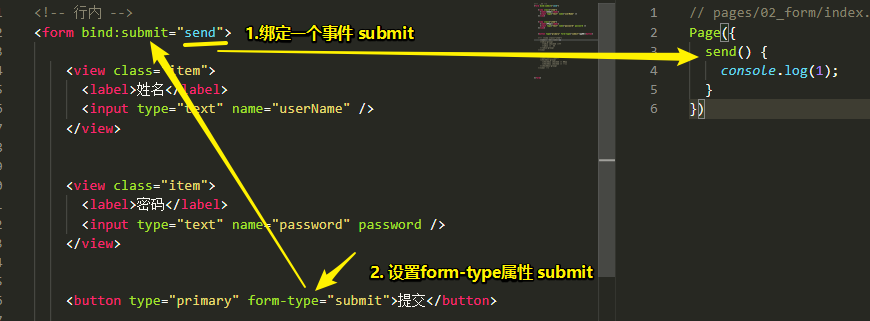 <!-- 行内 -->
<form bind:submit="send">
1.绑定一个事件 submit
<view class="item">
<label>姓名</label>
<input type="text" name="userName" />
</view>
<view class="item">
<label>密码</label>
<input type="text" name="password" password />
</view>
2. 设置form-type属性 submit
<button type="primary" form-type="submit">提交</button>
1 // pages/02_form/index.
2 Page({
3 send() {
4 console.log(1);
5 }
6 })